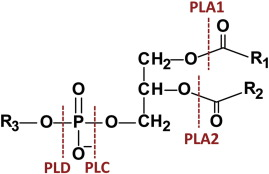 PLA1
O
CH₂ O R₁
O
CH O R₂
R₃ O P O CH₂ O
O⁻ PLA2
PLD PLC